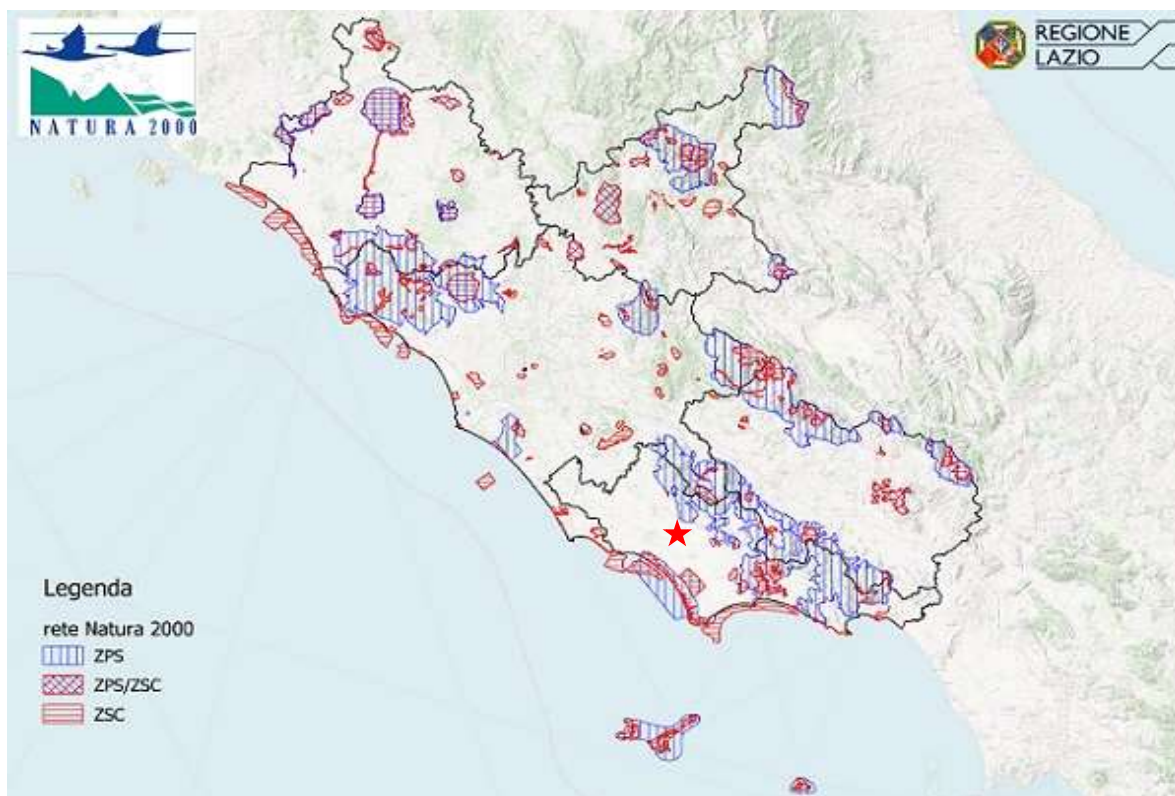 NATURA 2000
REGIONE
LAZIO
Legenda
rete Natura 2000
ZPS
ZPS/ZSC
ZSC